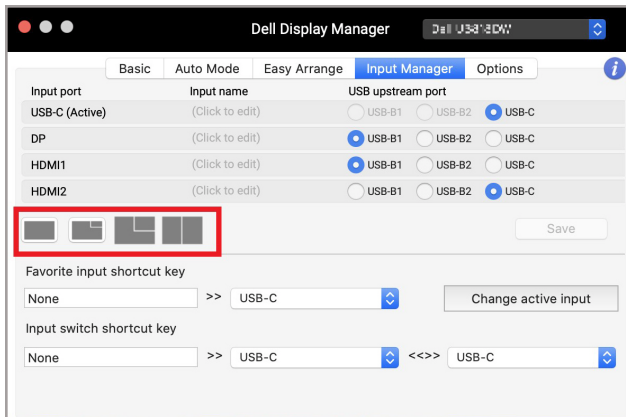 Dell Display Manager
Basic Auto Mode Easy Arrange Input Manager Options i
Input port Input name USB upstream port
USB-C (Active) (Click to edit) USB-B1 USB-B2 USB-C
DP (Click to edit) USB-B1 USB-B2 USB-C
HDMI1 (Click to edit) USB-B1 USB-B2 USB-C
HDMI2 (Click to edit) USB-B1 USB-B2 USB-C
Save
Favorite input shortcut key
None >> USB-C Change active input
Input switch shortcut key
None >> USB-C <<>> USB-C